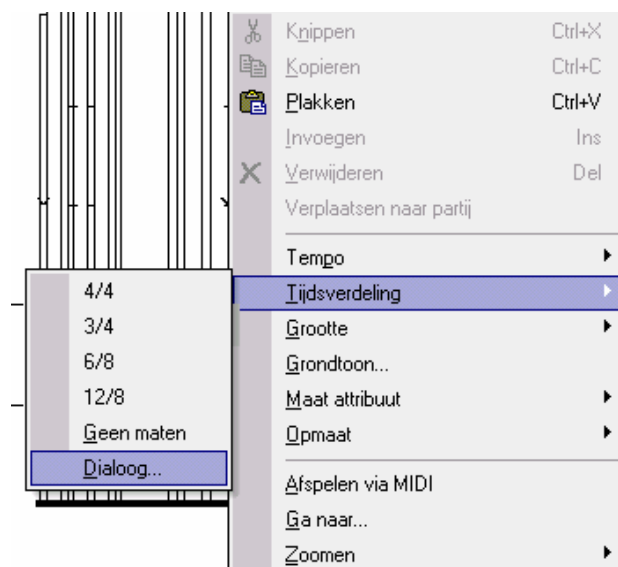 Knippen Ctrl+X
Kopieren Ctrl+C
Plakken Ctrl+V
Invoegen Ins
Verwijderen Del
Verplaatsen naar partij
Tempo
Tijdsverdeling
Grootte
Grondtoon...
Maat attribuut
Opmaat
Afspelen via MIDI
Ga naar...
Zoomen
4/4
3/4
6/8
12/8
Geen maten
Dialoog...